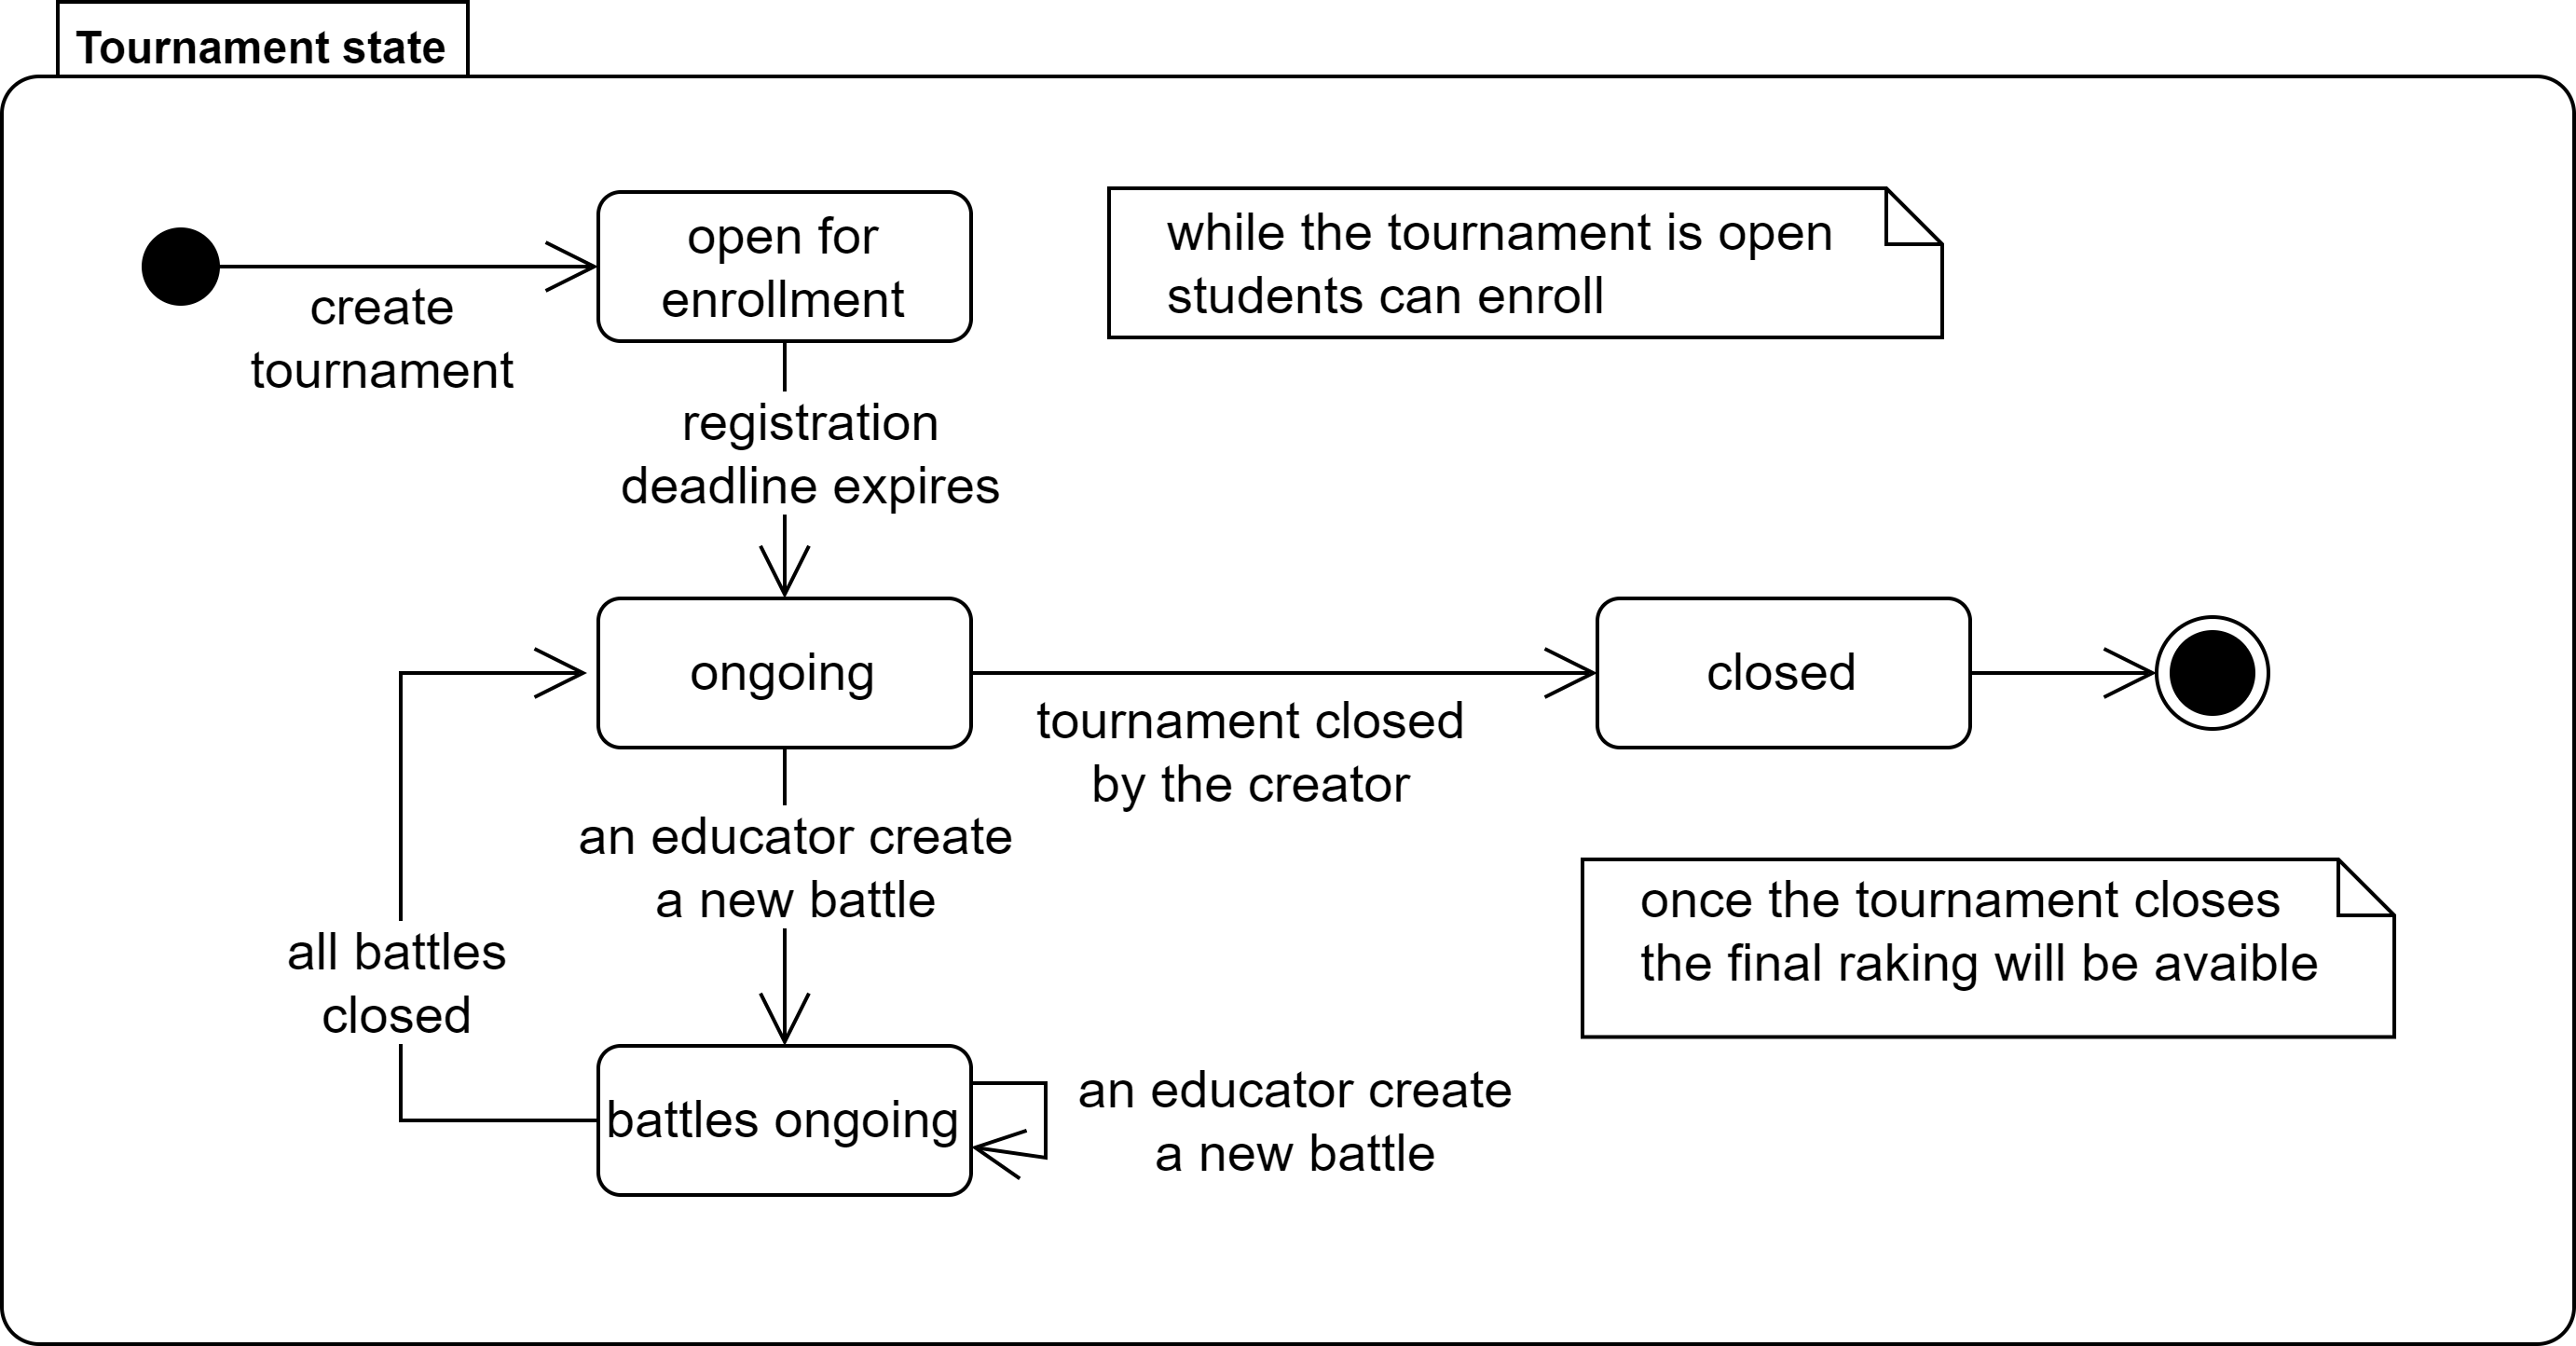 Tournament state
open for
enrollment
while the tournament is open
students can enroll
create
tournament
registration
deadline expires
ongoing
closed
tournament closed
by the creator
an educator create
a new battle
once the tournament closes
the final raking will be avaible
all battles
closed
battles ongoing
an educator create
a new battle